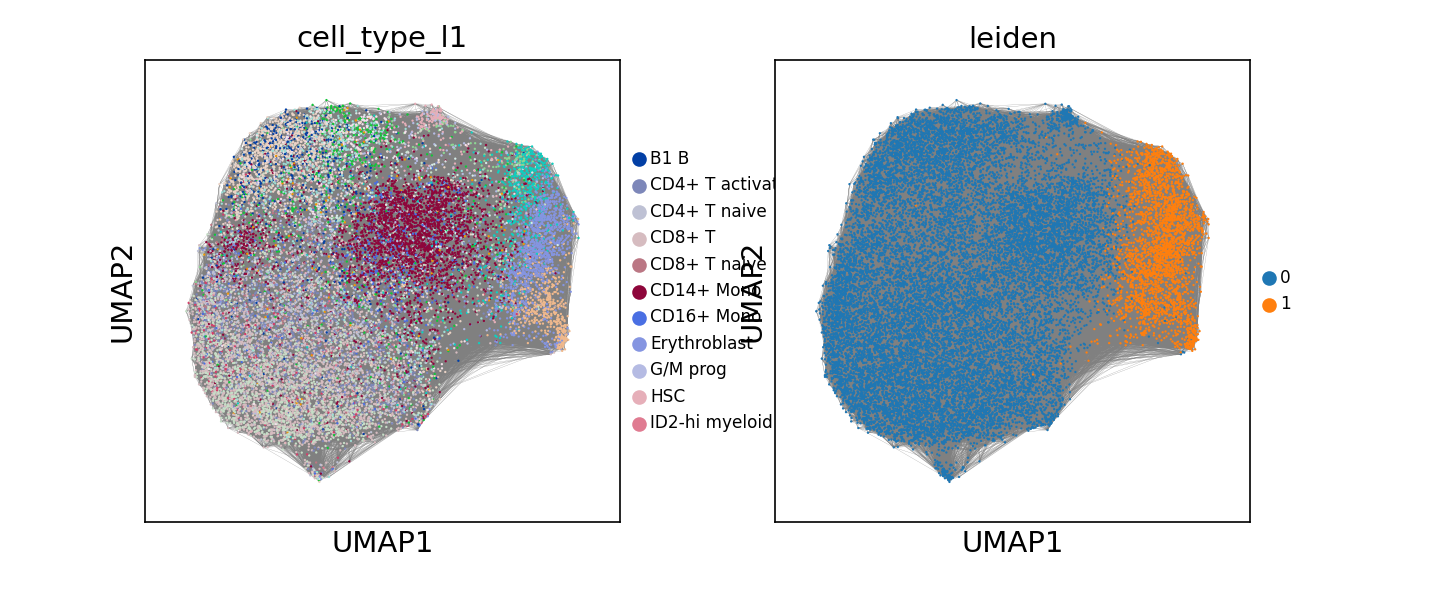 cell_type_l1
UMAP2
UMAP1
B1 B
CD4+ T activat
CD4+ T naive
CD8+ T
CD8+ T naive
CD14+ Mono
CD16+ Mono
Erythroblast
G/M prog
HSC
ID2-hi myeloid
leiden
UMAP2
UMAP1
0
1